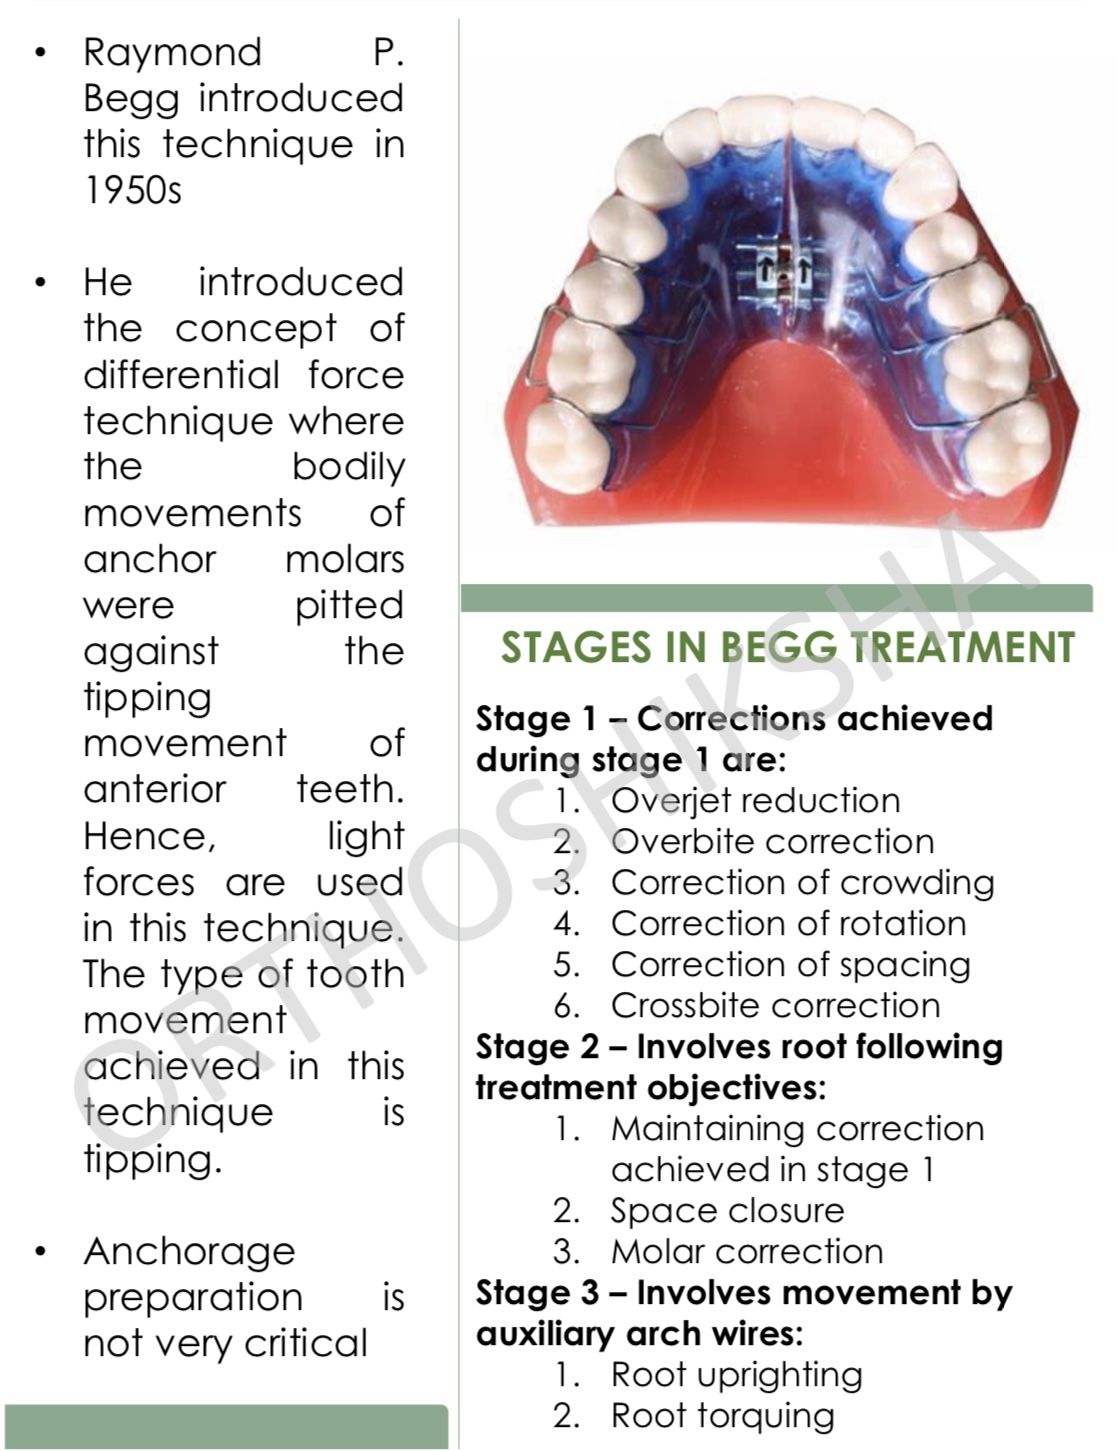 • Raymond P.
Begg introduced
this technique in
1950s
• He introduced
the concept of
differential force
technique where
the bodily
movements of
anchor molars
were pitted
against the
tipping
movement of
anterior teeth.
Hence, light
forces are used
in this technique.
The type of tooth
movement
achieved in this
technique is
tipping.
• Anchorage
preparation is
not very critical
STAGES IN BEGG TREATMENT
Stage 1 – Corrections achieved
during stage 1 are:
1. Overjet reduction
2. Overbite correction
3. Correction of crowding
4. Correction of rotation
5. Correction of spacing
6. Crossbite correction
Stage 2 – Involves root following
treatment objectives:
1. Maintaining correction
achieved in stage 1
2. Space closure
3. Molar correction
Stage 3 – Involves movement by
auxiliary arch wires:
1. Root uprighting
2. Root torquing
ORTHOSHIKSHA